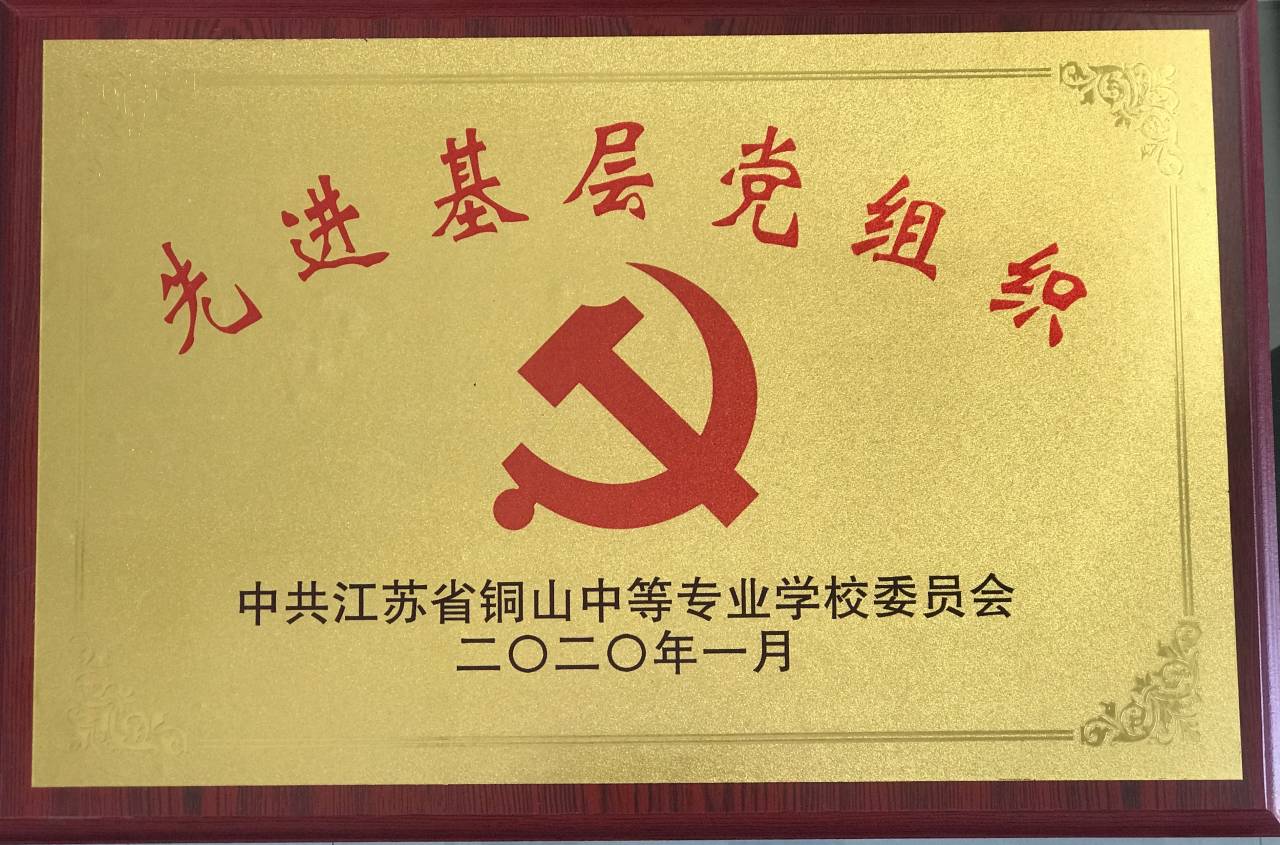 先进基层党组织
中共江苏省铜山中等专业学校委员会
二〇二〇年一月